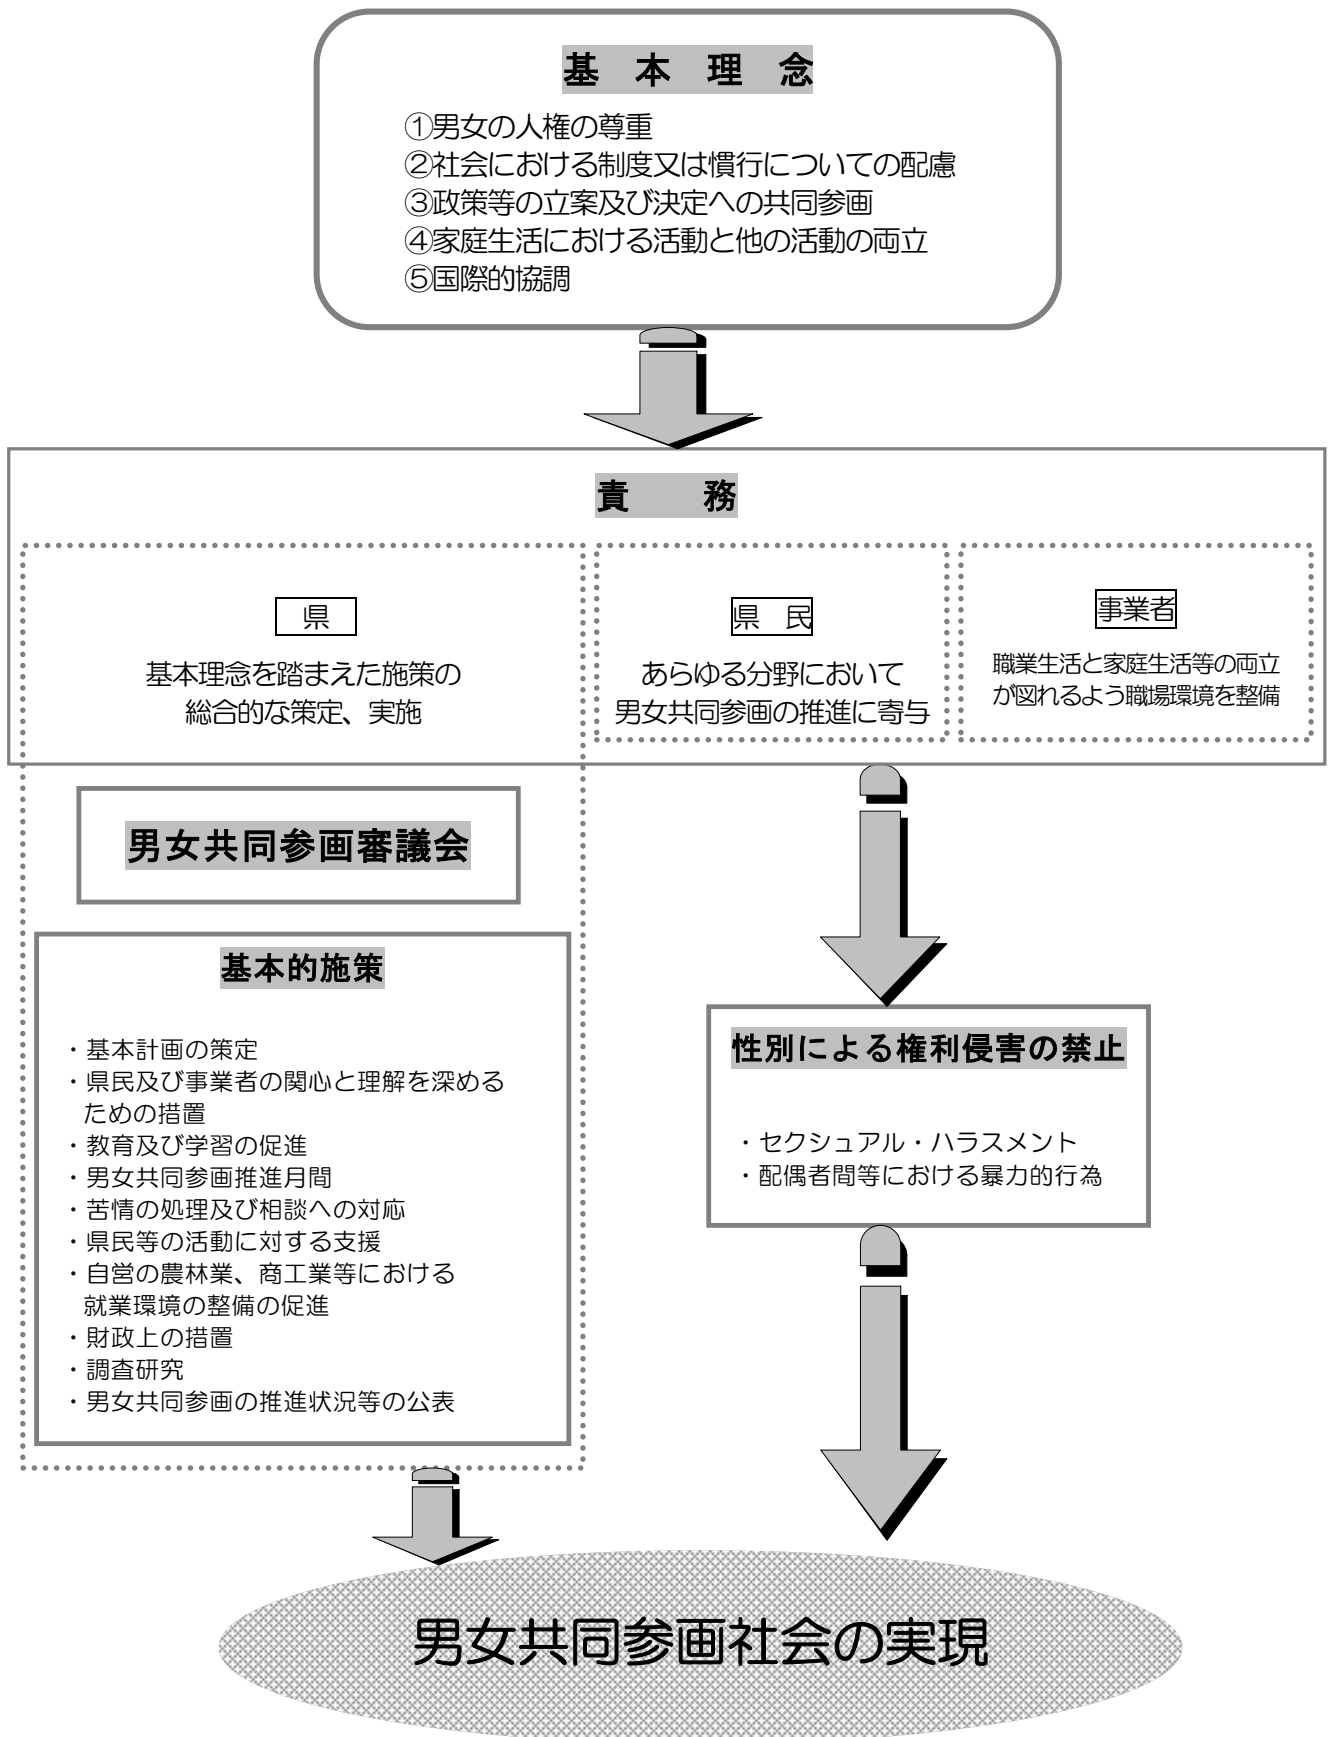 基　本　理　念
①男女の人権の尊重
②社会における制度又は慣行についての配慮
③政策等の立案及び決定への共同参画
④家庭生活における活動と他の活動の両立
⑤国際的協調
責　　務
県
基本理念を踏まえた施策の
総合的な策定、実施
県　民
あらゆる分野において
男女共同参画の推進に寄与
事業者
職業生活と家庭生活等の両立
が図れるよう職場環境を整備
男女共同参画審議会
基本的施策
・基本計画の策定
・県民及び事業者の関心と理解を深める
ための措置
・教育及び学習の促進
・男女共同参画推進月間
・苦情の処理及び相談への対応
・県民等の活動に対する支援
・自営の農林業、商工業等における
就業環境の整備の促進
・財政上の措置
・調査研究
・男女共同参画の推進状況等の公表
性別による権利侵害の禁止
・セクシュアル・ハラスメント
・配偶者間等における暴力的行為
男女共同参画社会の実現